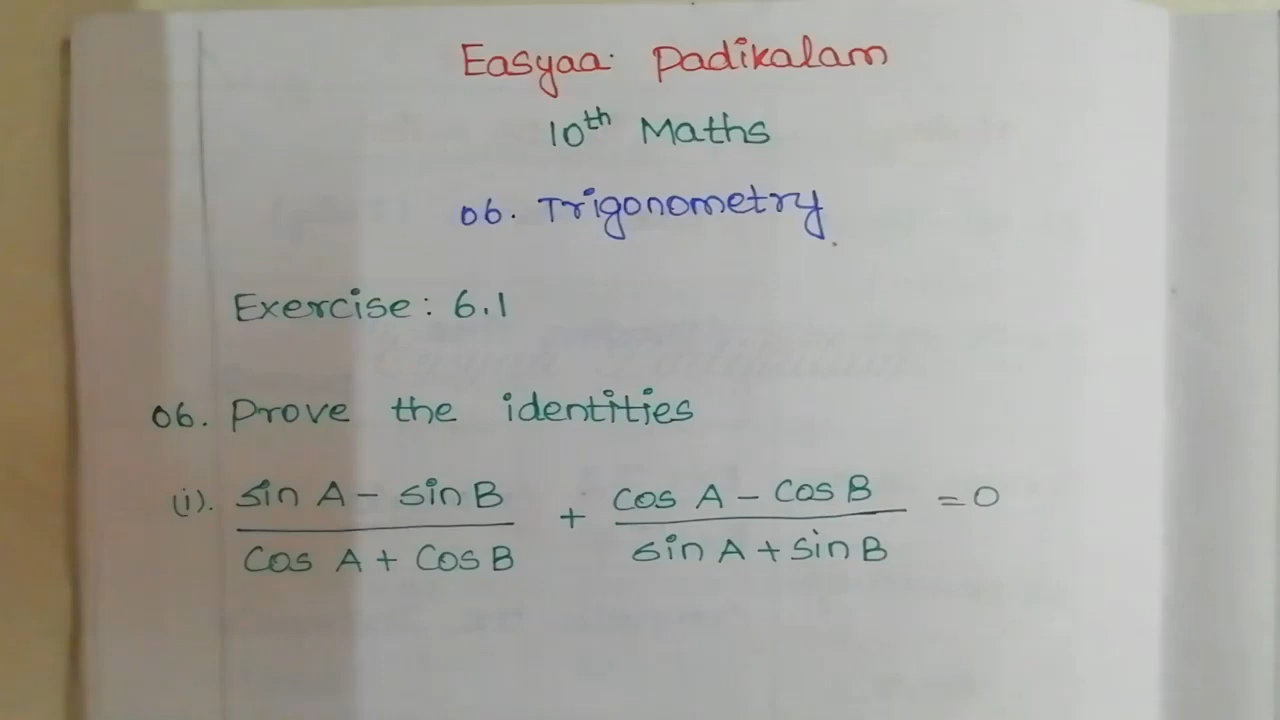 Easyaa Padikalam
10th Maths
06. Trigonometry
Exercise: 6.1
06. Prove the identities
(i). sin A - sin B / cos A + cos B + cos A - cos B / sin A + sin B = 0